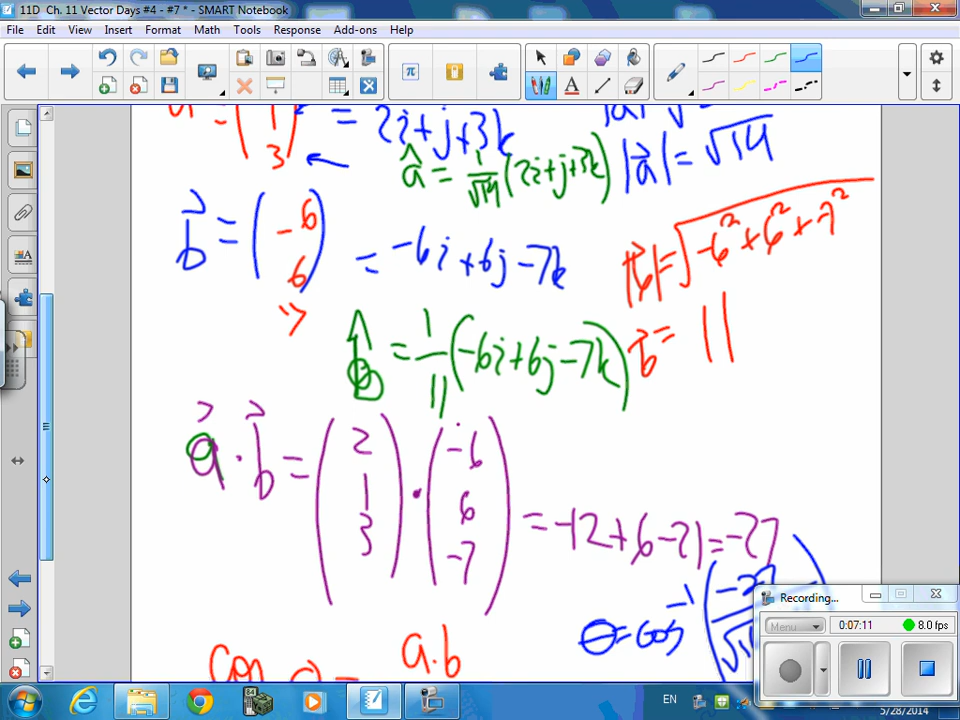 11D Ch. 11 Vector Days #4 - #7 * - SMART Notebook
File Edit View Insert Format Math Tools Response Add-ons Help
= ( 1 = 2i+j+3k
3 ) ← â = 1/√14 (2i+j+3k) |a⃗| = √14
b⃗ = ( -6 = -6i+6j-7k |b⃗| = √-6²+6²+-7²
6
b̂ = 1/11 (-6i+6j-7k) b⃗ = 11
a⃗ · b⃗ = ( 2 1 3 ) · ( -6 6 -7 ) = -12+6-21 = -27
θ = cos⁻¹ ( -27
cos θ = a.b
Recording...
Menu 0:07:11 8.0 fps
EN
5/28/2014